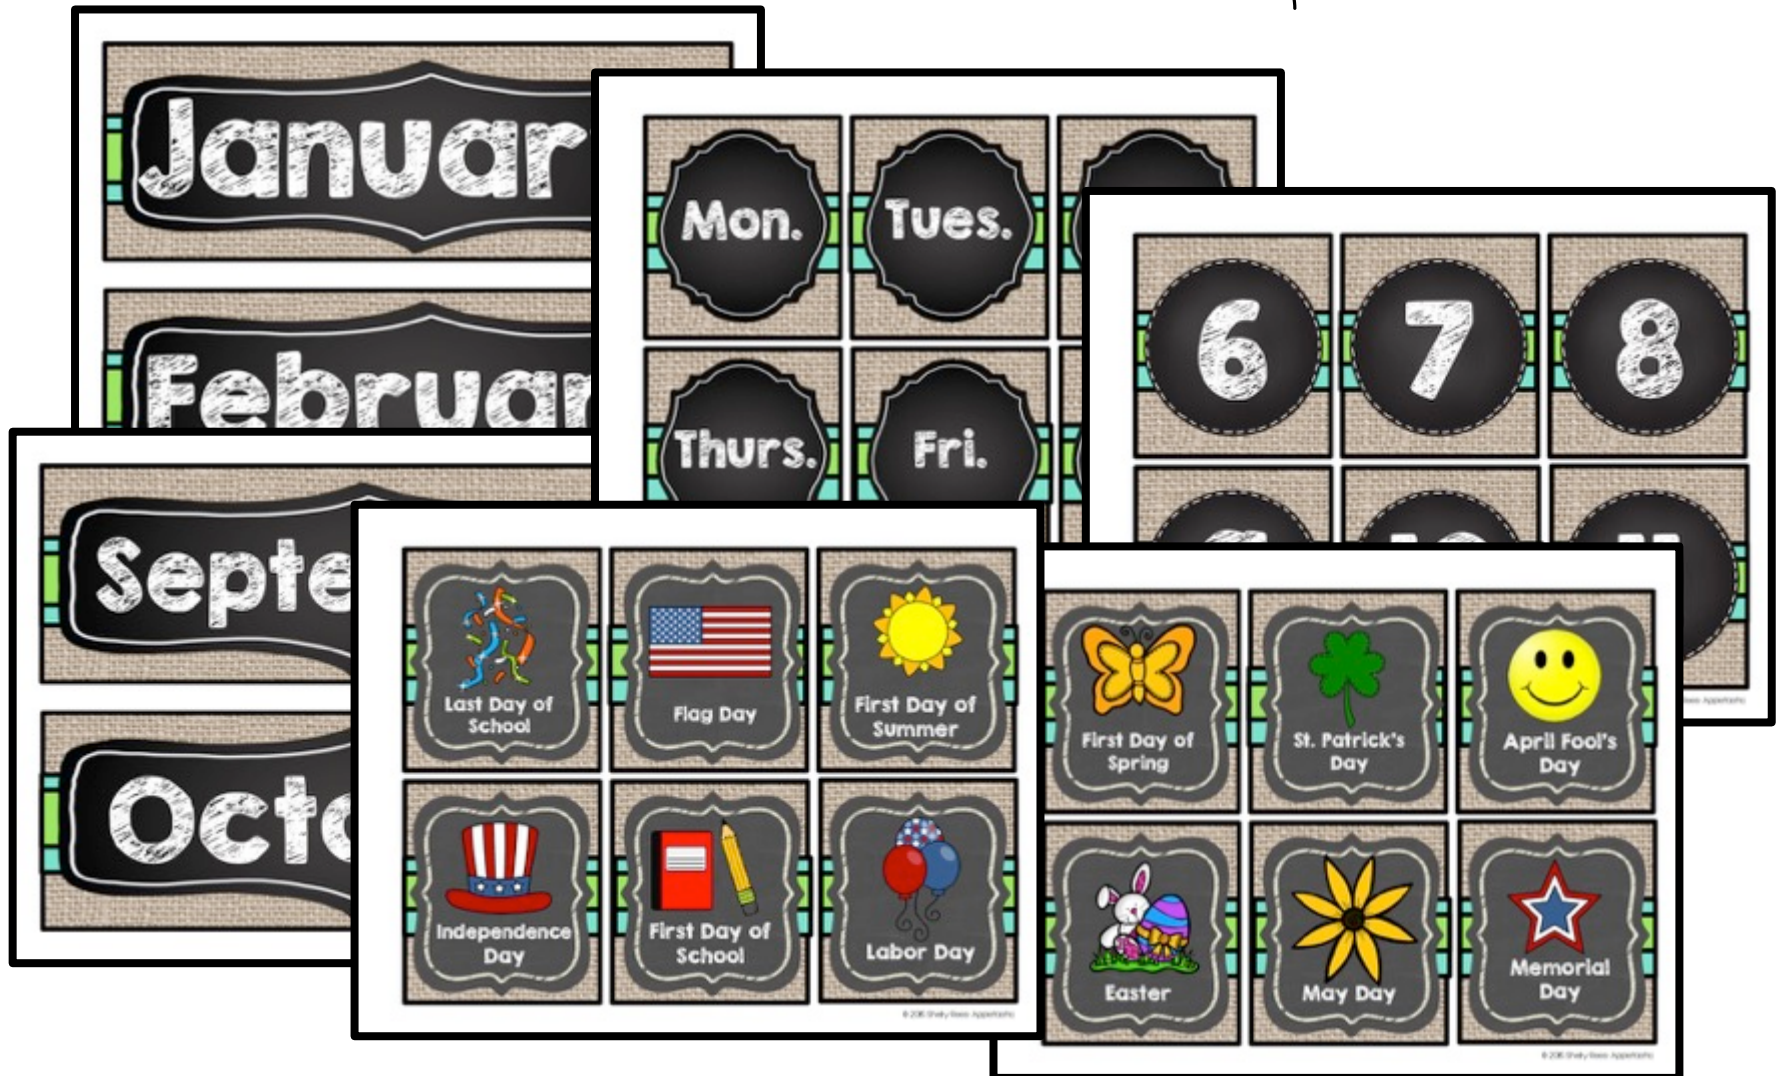 Januar
Februar
Mon.
Tues.
Thurs.
Fri.
6
7
8
Septe
Octo
Last Day of
School
Flag Day
First Day of
Summer
Independence
Day
First Day of
School
Labor Day
First Day of
Spring
St. Patrick's
Day
April Fool's
Day
Easter
May Day
Memorial
Day